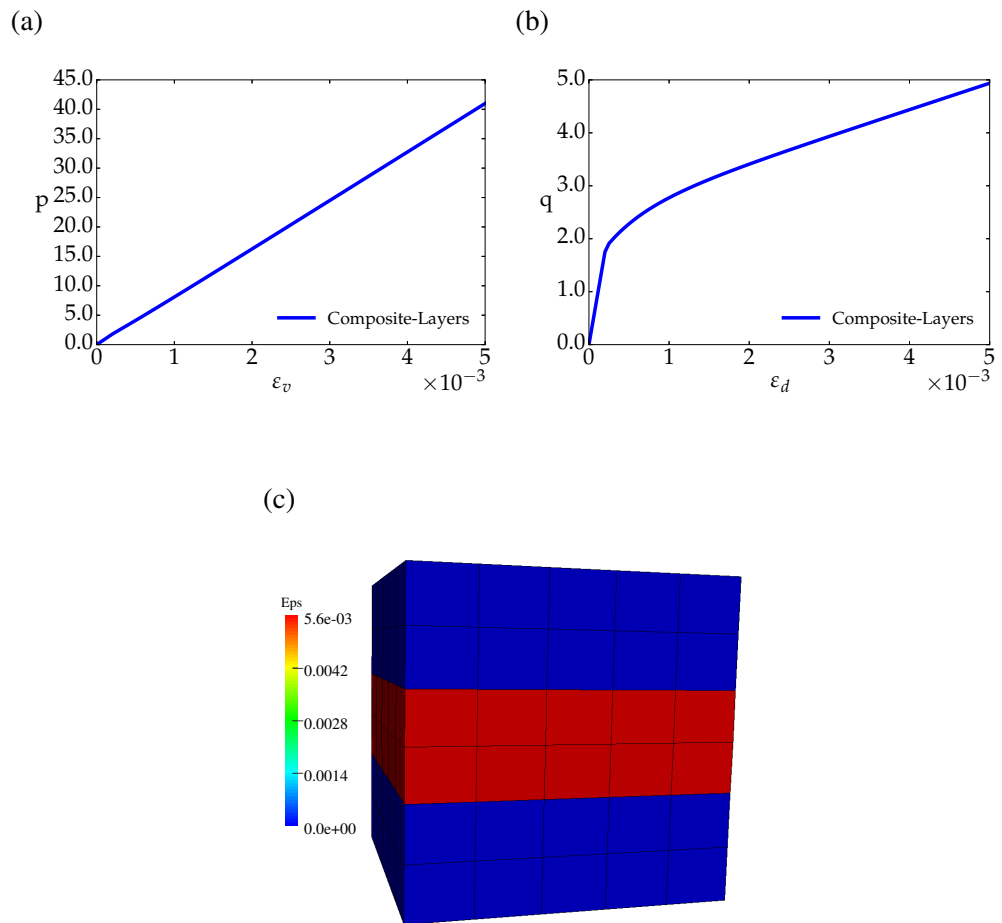 (a)
(b)
45.0
40.0
35.0
30.0
25.0
20.0
15.0
10.0
5.0
0.0
p
0 1 2 3 4 5
ε_v ×10⁻³
Composite-Layers
5.0
4.0
3.0
2.0
1.0
0.0
q
0 1 2 3 4 5
ε_d ×10⁻³
Composite-Layers
(c)
Eps
5.6e-03
0.0042
0.0028
0.0014
0.0e+00